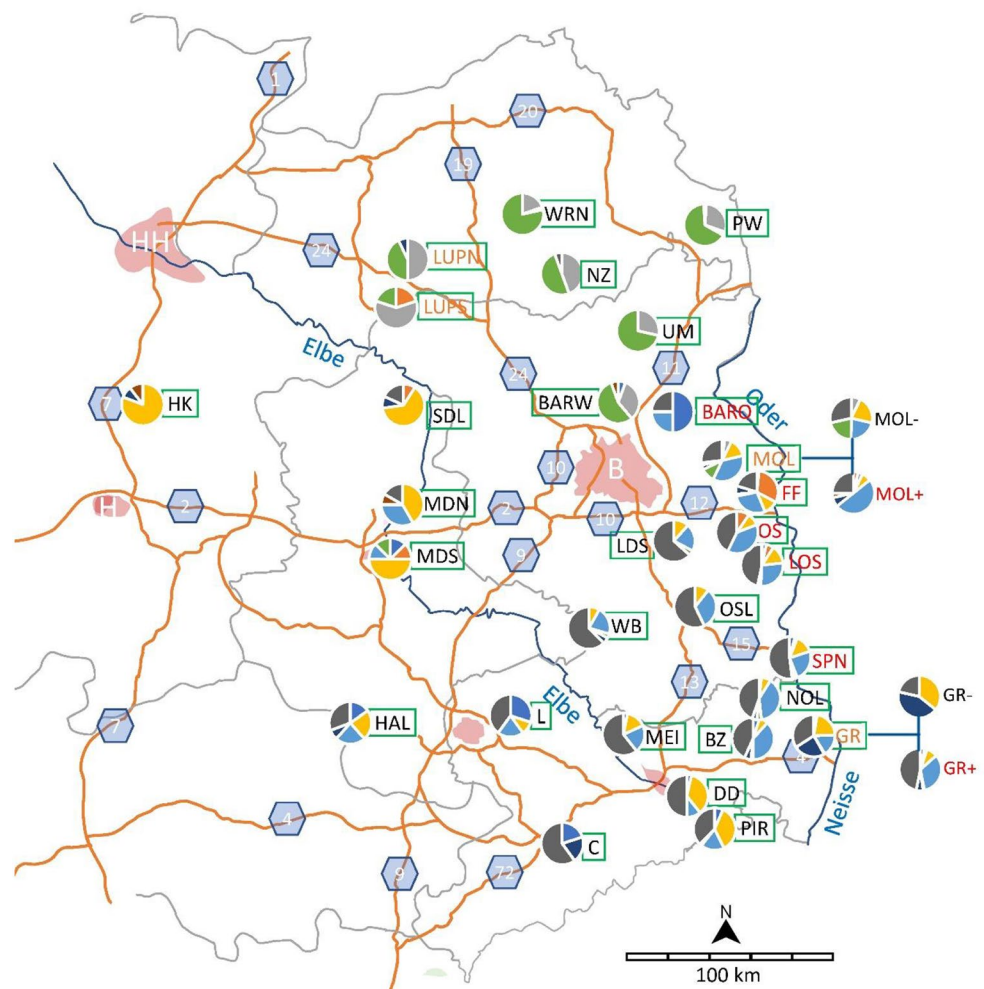 1
20
19
WRN
PW
HH
24
LUPN
NZ
LUPS
UM
Elbe
11
24
7
HK
SDL
BARW
BARO
Oder
MOL-
B
MOL
10
FF
MOL+
H
2
MDN
2
12
10
OS
LDS
LOS
MDS
9
OSL
WB
15
SPN
13
NOL
GR-
Elbe
7
HAL
L
MEI
BZ
GR
4
GR+
DD
Neisse
4
PIR
C
9
72
N
100 km